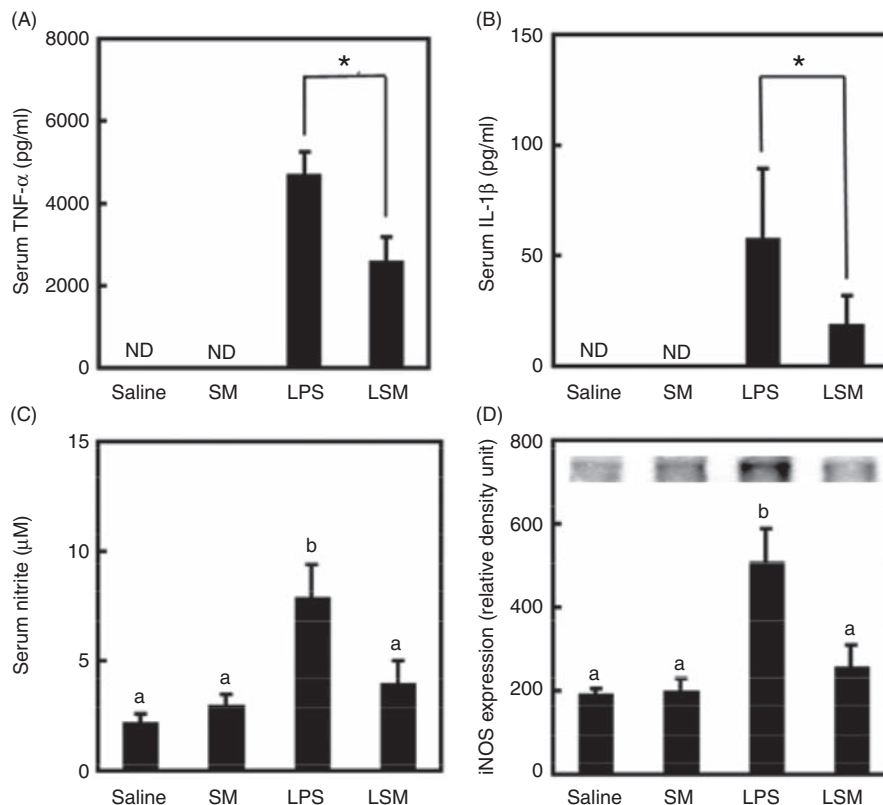 (A)
8000
6000
4000
2000
0
Serum TNF-α (pg/ml)
*
ND
ND
Saline SM LPS LSM
(B)
150
100
50
0
Serum IL-1β (pg/ml)
*
ND
ND
Saline SM LPS LSM
(C)
15
10
5
0
Serum nitrite (μM)
a
a
b
a
Saline SM LPS LSM
(D)
800
600
400
200
0
iNOS expression (relative density unit)
a
a
b
a
Saline SM LPS LSM